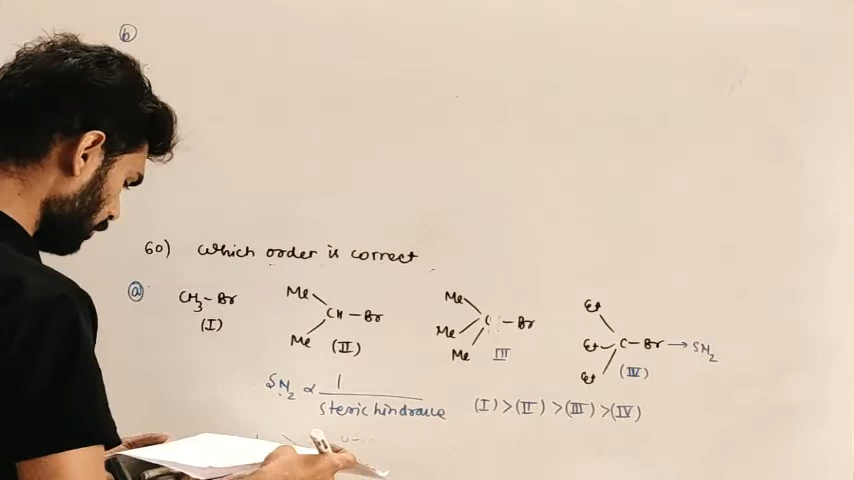 (b)
60) Which order is correct
(a) CH3-Br (I)
Me Me CH-Br (II)
Me Me Me C-Br III
Et Et Et C-Br → SN2 (IV)
SN2 ∝ 1 / Steric hindrance (I) > (II) > (III) > (IV)